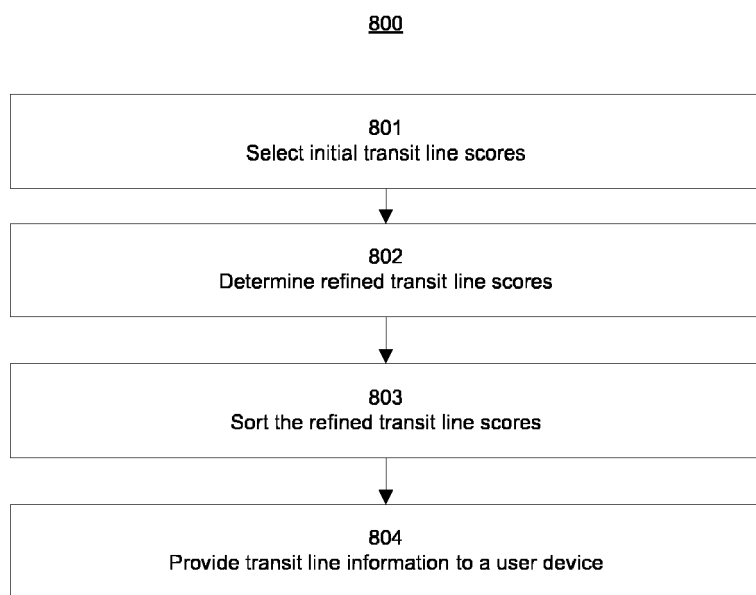 800
801
Select initial transit line scores
802
Determine refined transit line scores
803
Sort the refined transit line scores
804
Provide transit line information to a user device